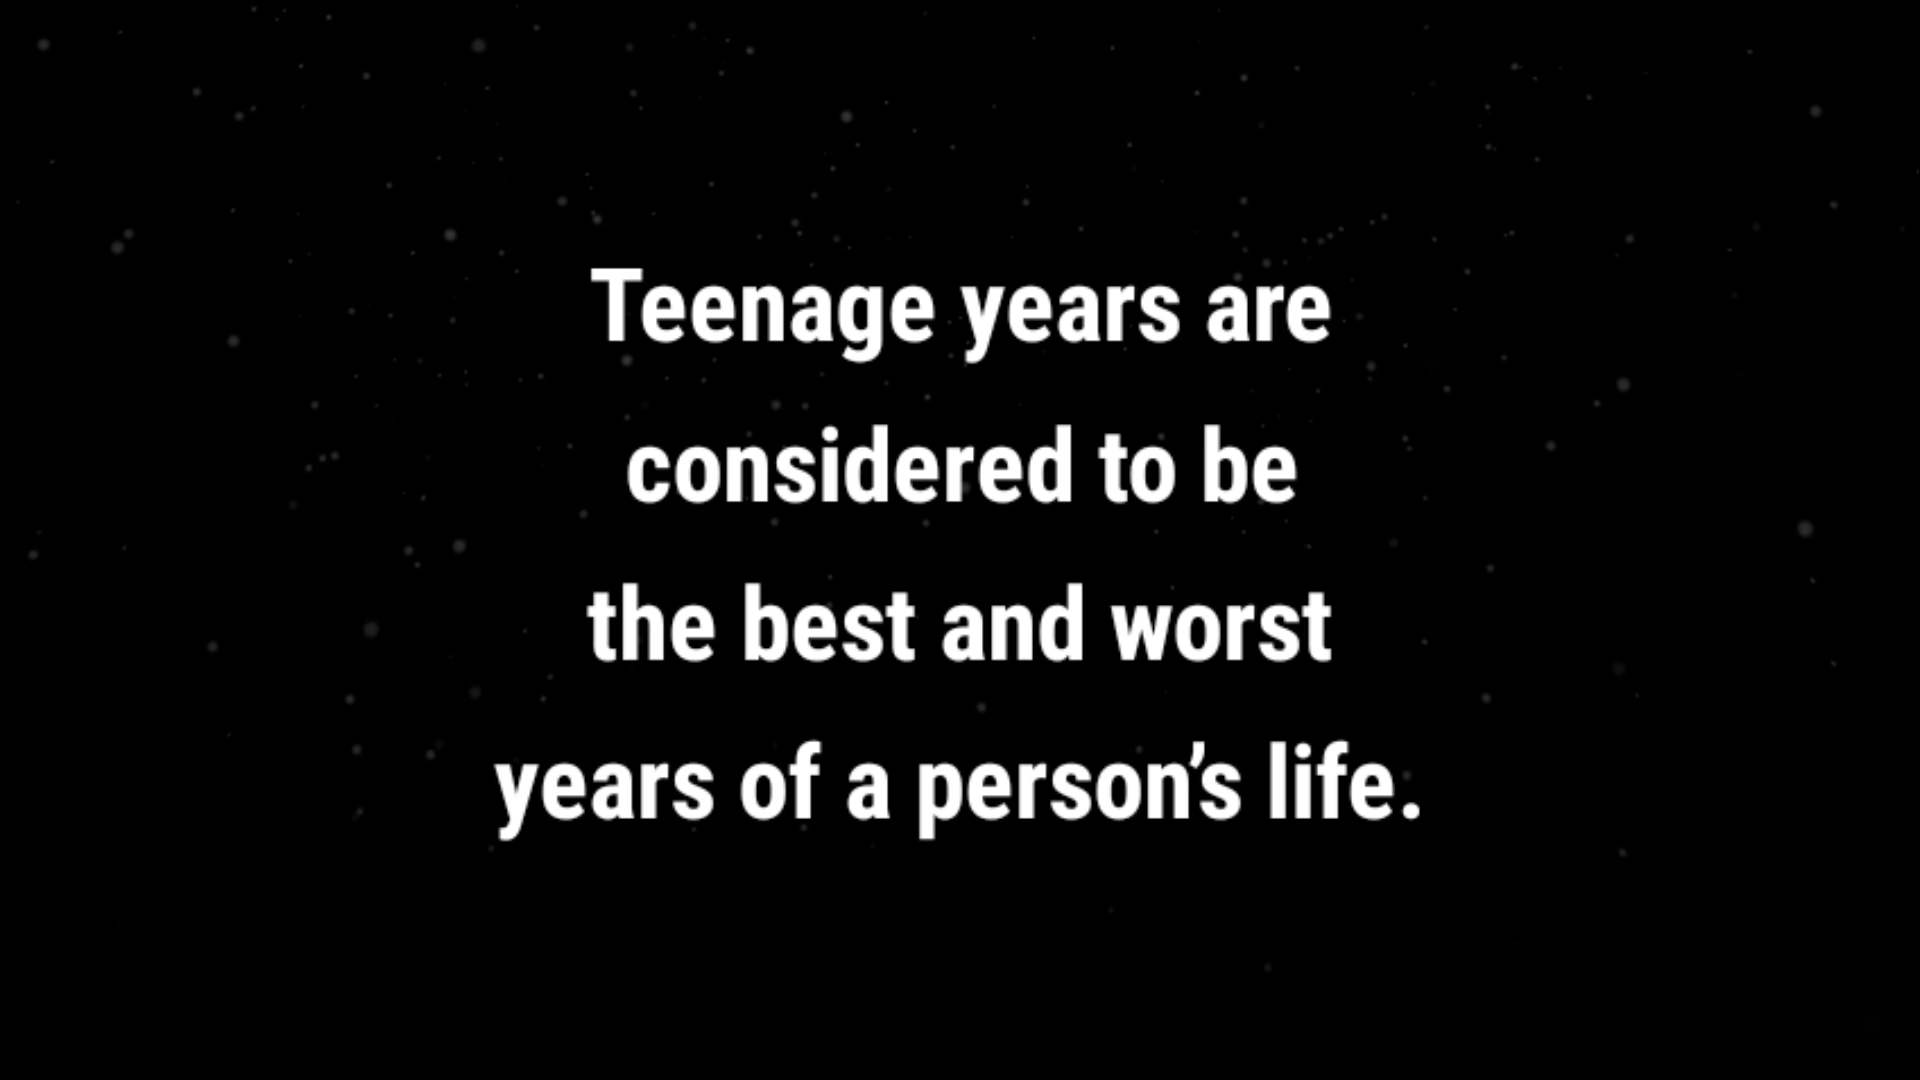 Teenage years are
considered to be
the best and worst
years of a person’s life.